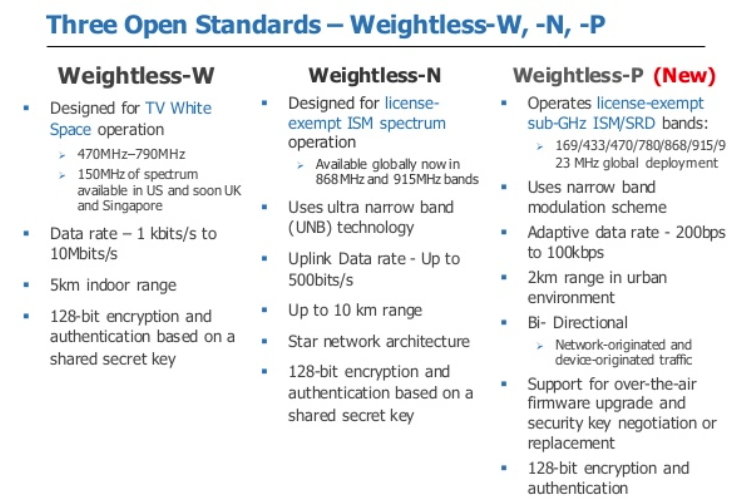 Three Open Standards – Weightless-W, -N, -P
Weightless-W
Designed for TV White
Space operation
470MHz–790MHz
150MHz of spectrum
available in US and soon UK
and Singapore
Data rate – 1 kbits/s to
10Mbits/s
5km indoor range
128-bit encryption and
authentication based on a
shared secret key
Weightless-N
Designed for license-
exempt ISM spectrum
operation
Available globally now in
868MHz and 915MHz bands
Uses ultra narrow band
(UNB) technology
Uplink Data rate - Up to
500bits/s
Up to 10 km range
Star network architecture
128-bit encryption and
authentication based on a
shared secret key
Weightless-P (New)
Operates license-exempt
sub-GHz ISM/SRD bands:
169/433/470/780/868/915/9
23 MHz global deployment
Uses narrow band
modulation scheme
Adaptive data rate - 200bps
to 100kbps
2km range in urban
environment
Bi- Directional
Network-originated and
device-originated traffic
Support for over-the-air
firmware upgrade and
security key negotiation or
replacement
128-bit encryption and
authentication